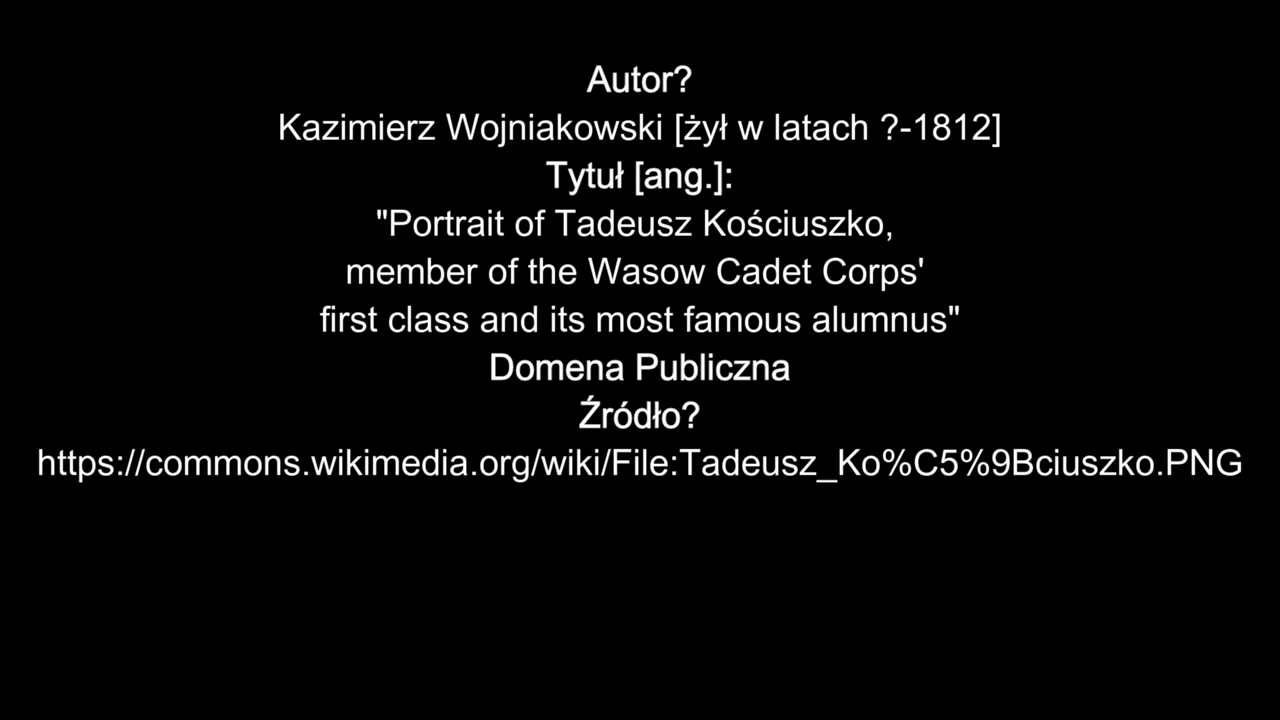 Autor?
Kazimierz Wojniakowski [żył w latach ?-1812]
Tytuł [ang.]:
"Portrait of Tadeusz Kościuszko,
member of the Wasow Cadet Corps'
first class and its most famous alumnus"
Domena Publiczna
Źródło?
https://commons.wikimedia.org/wiki/File:Tadeusz_Ko%C5%9Bciuszko.PNG